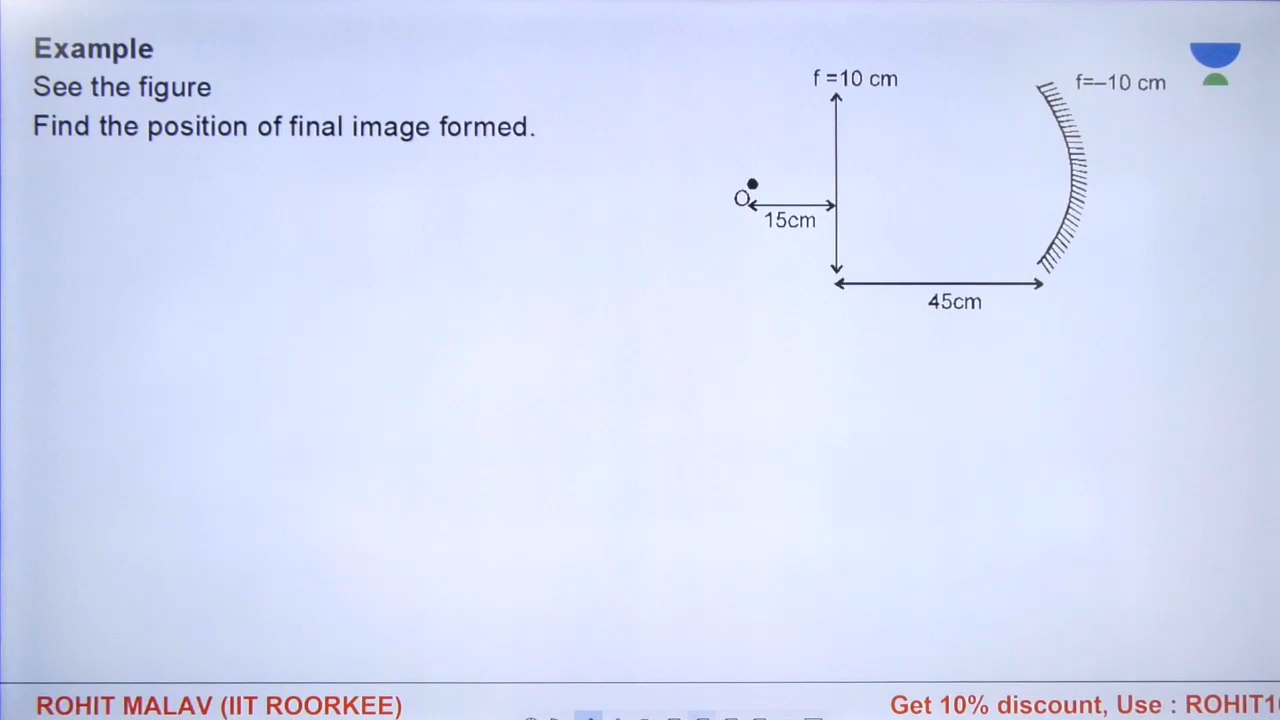 Example
See the figure
Find the position of final image formed.
f =10 cm
f=–10 cm
O
15cm
45cm
ROHIT MALAV (IIT ROORKEE)
Get 10% discount, Use : ROHIT1